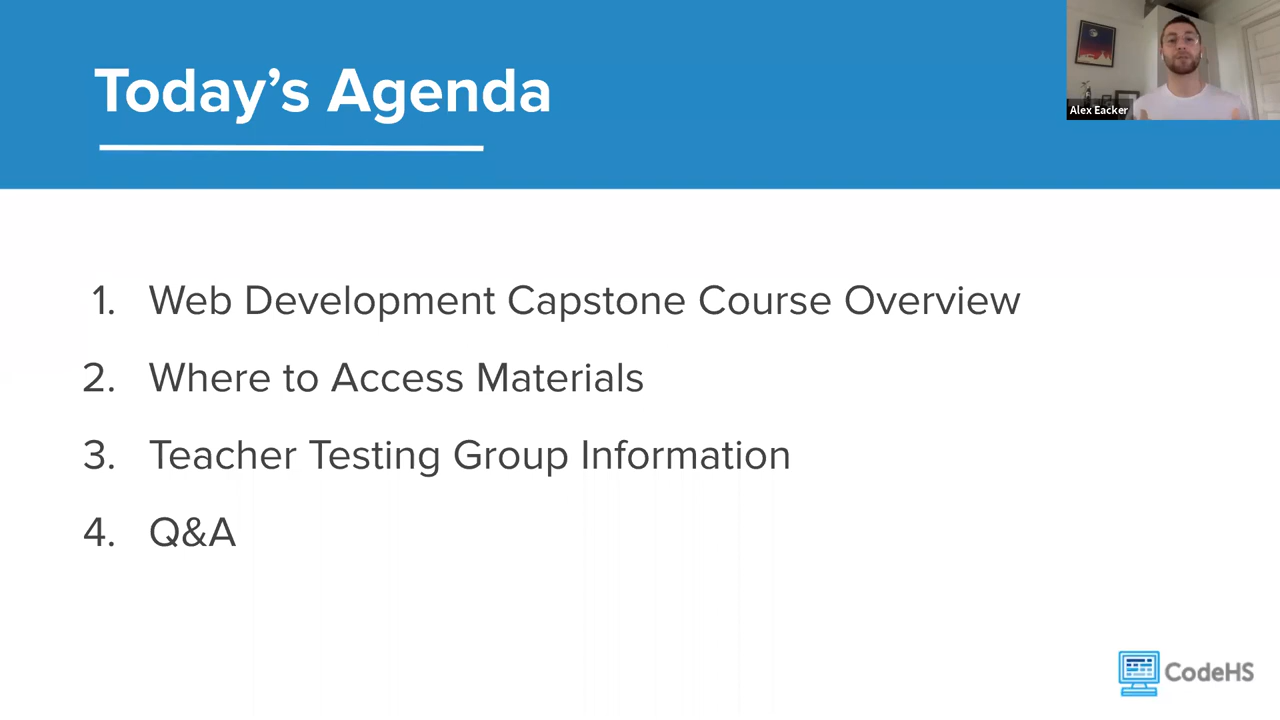 Today's Agenda
Alex Eacker
1. Web Development Capstone Course Overview
2. Where to Access Materials
3. Teacher Testing Group Information
4. Q&A
CodeHS